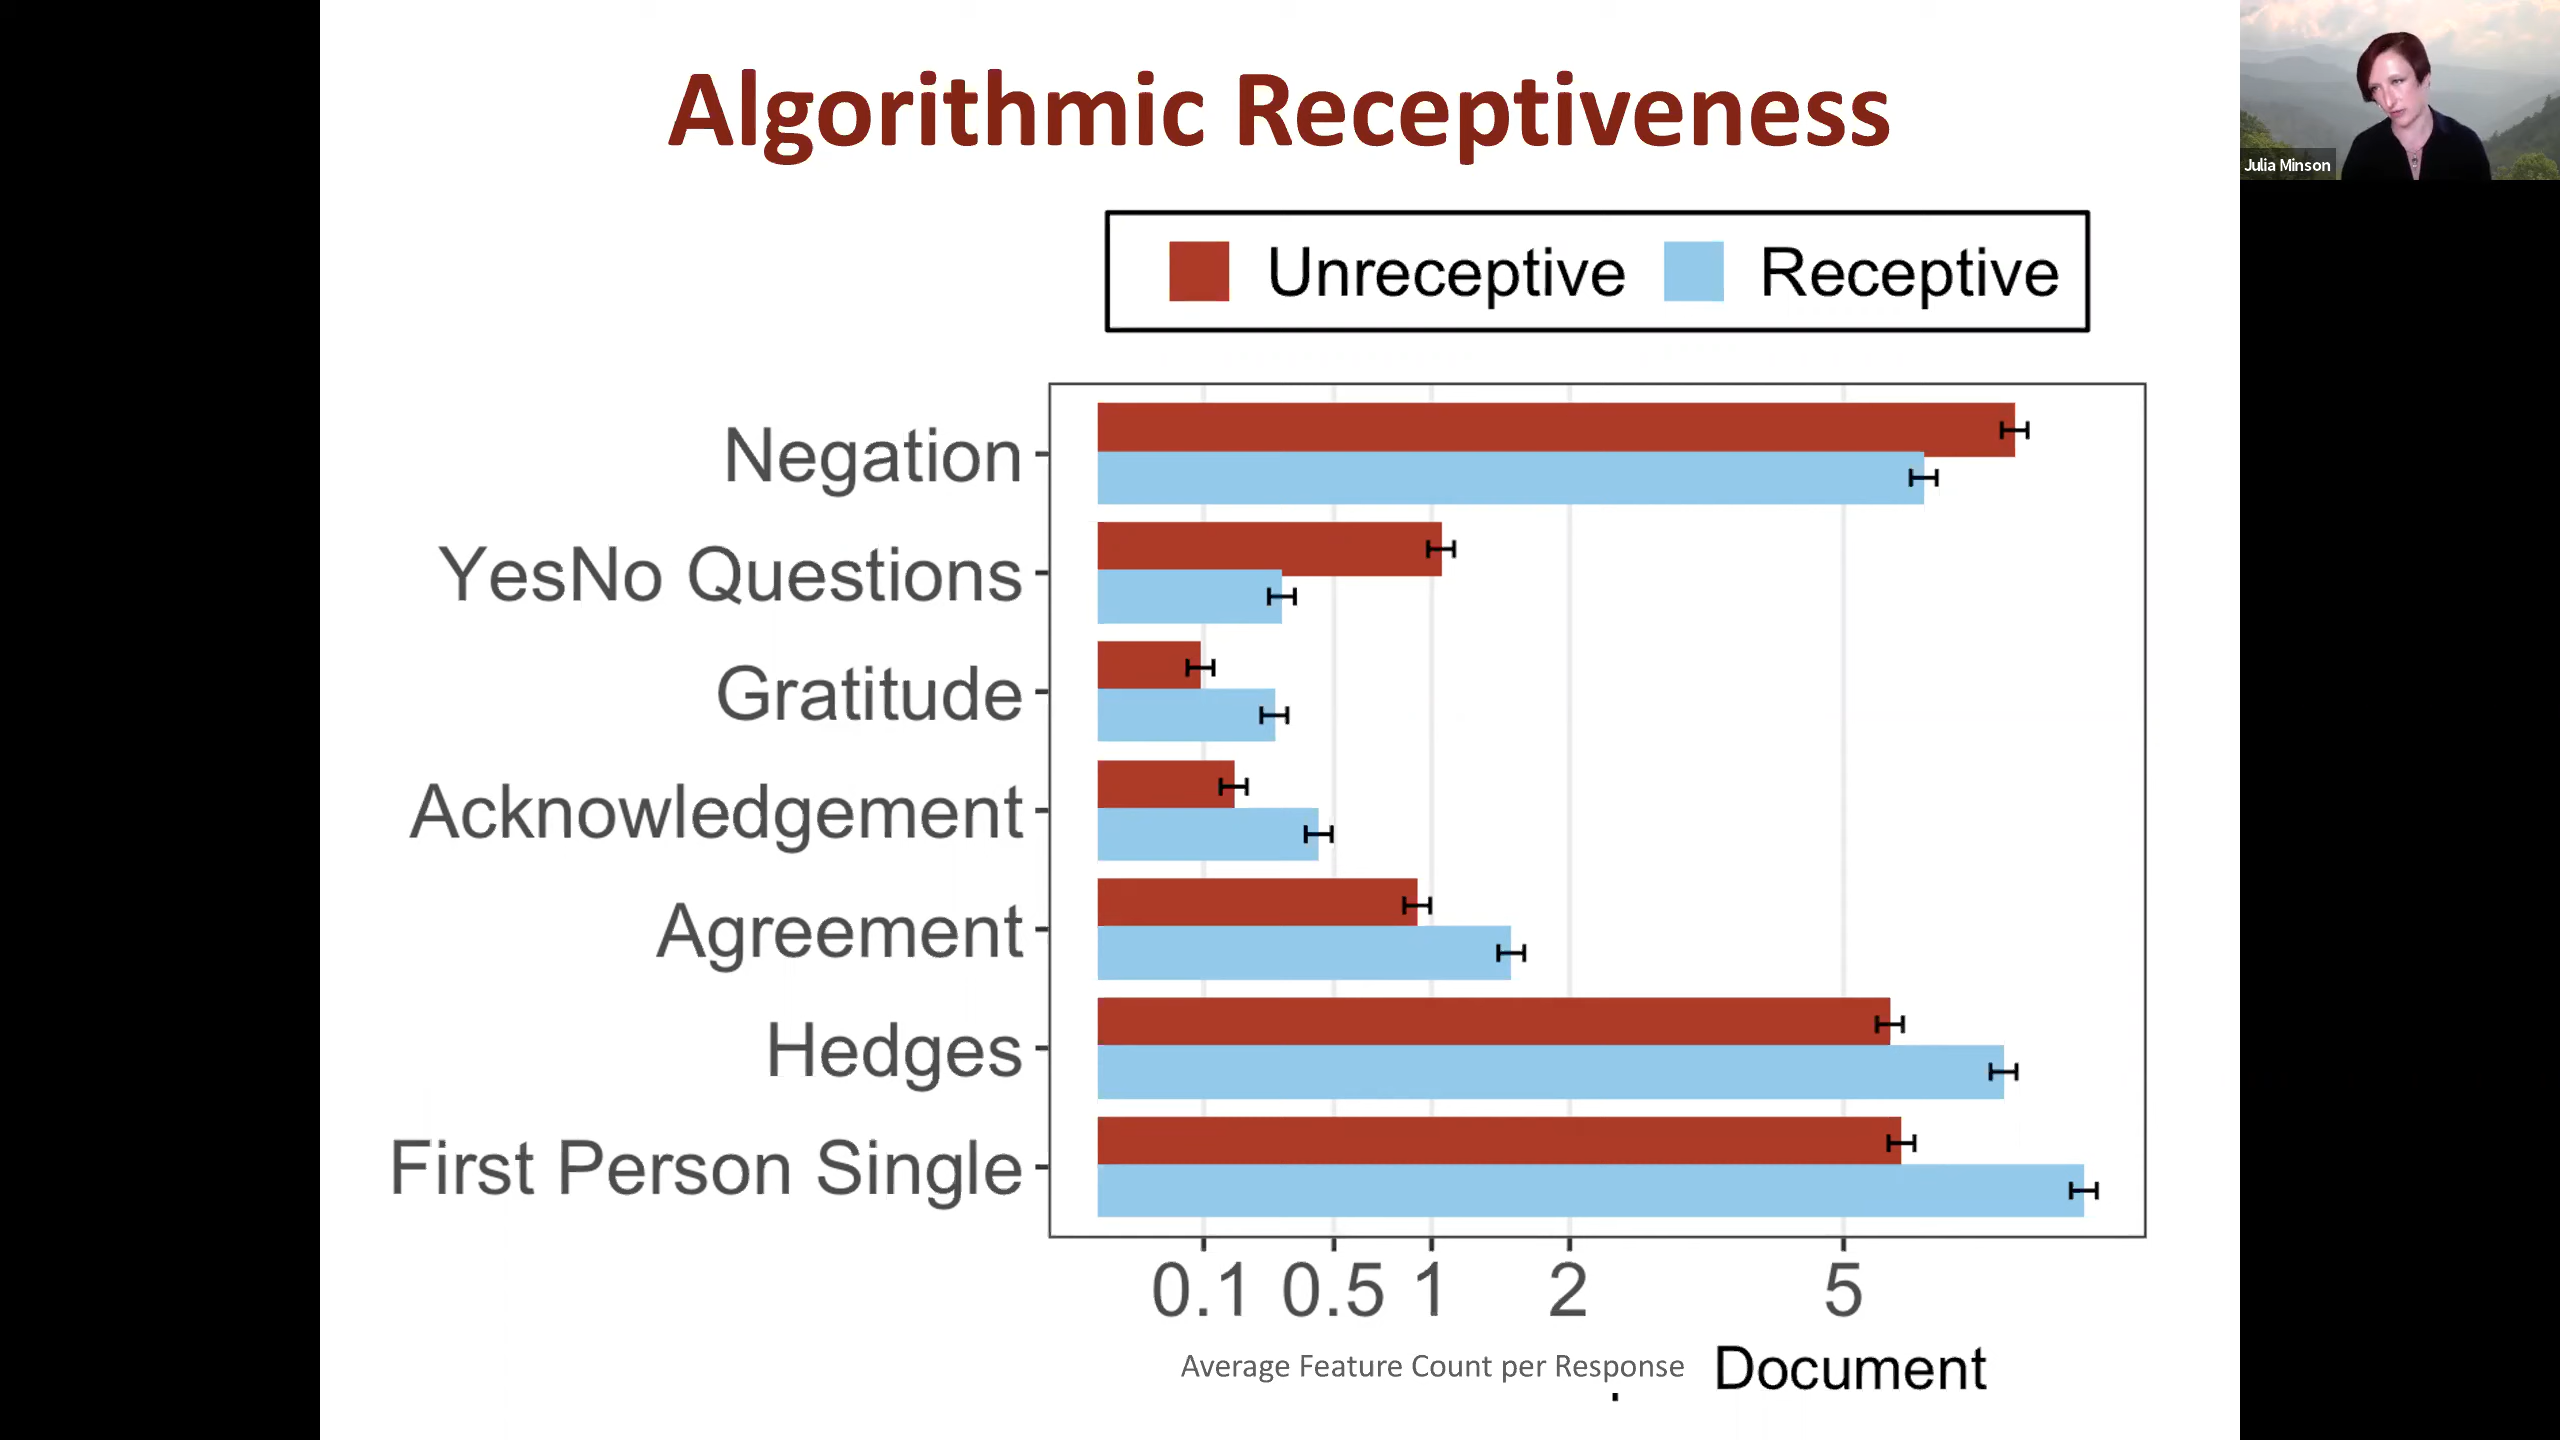 Algorithmic Receptiveness
Julia Minson
Unreceptive Receptive
Negation
YesNo Questions
Gratitude
Acknowledgement
Agreement
Hedges
First Person Single
0.1 0.5 1 2 5
Average Feature Count per Response Document